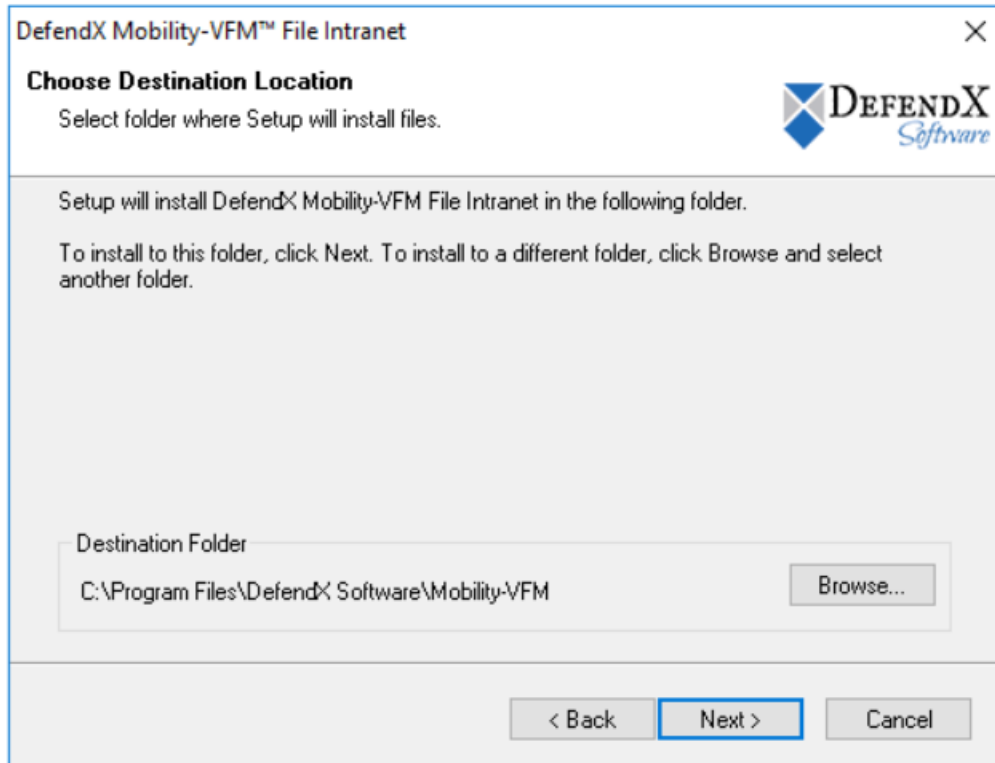 DefendX Mobility-VFM™ File Intranet
Choose Destination Location
Select folder where Setup will install files.
DEFENDX
Software
Setup will install DefendX Mobility-VFM File Intranet in the following folder.
To install to this folder, click Next. To install to a different folder, click Browse and select
another folder.
Destination Folder
C:\Program Files\DefendX Software\Mobility-VFM
Browse...
< Back
Next >
Cancel